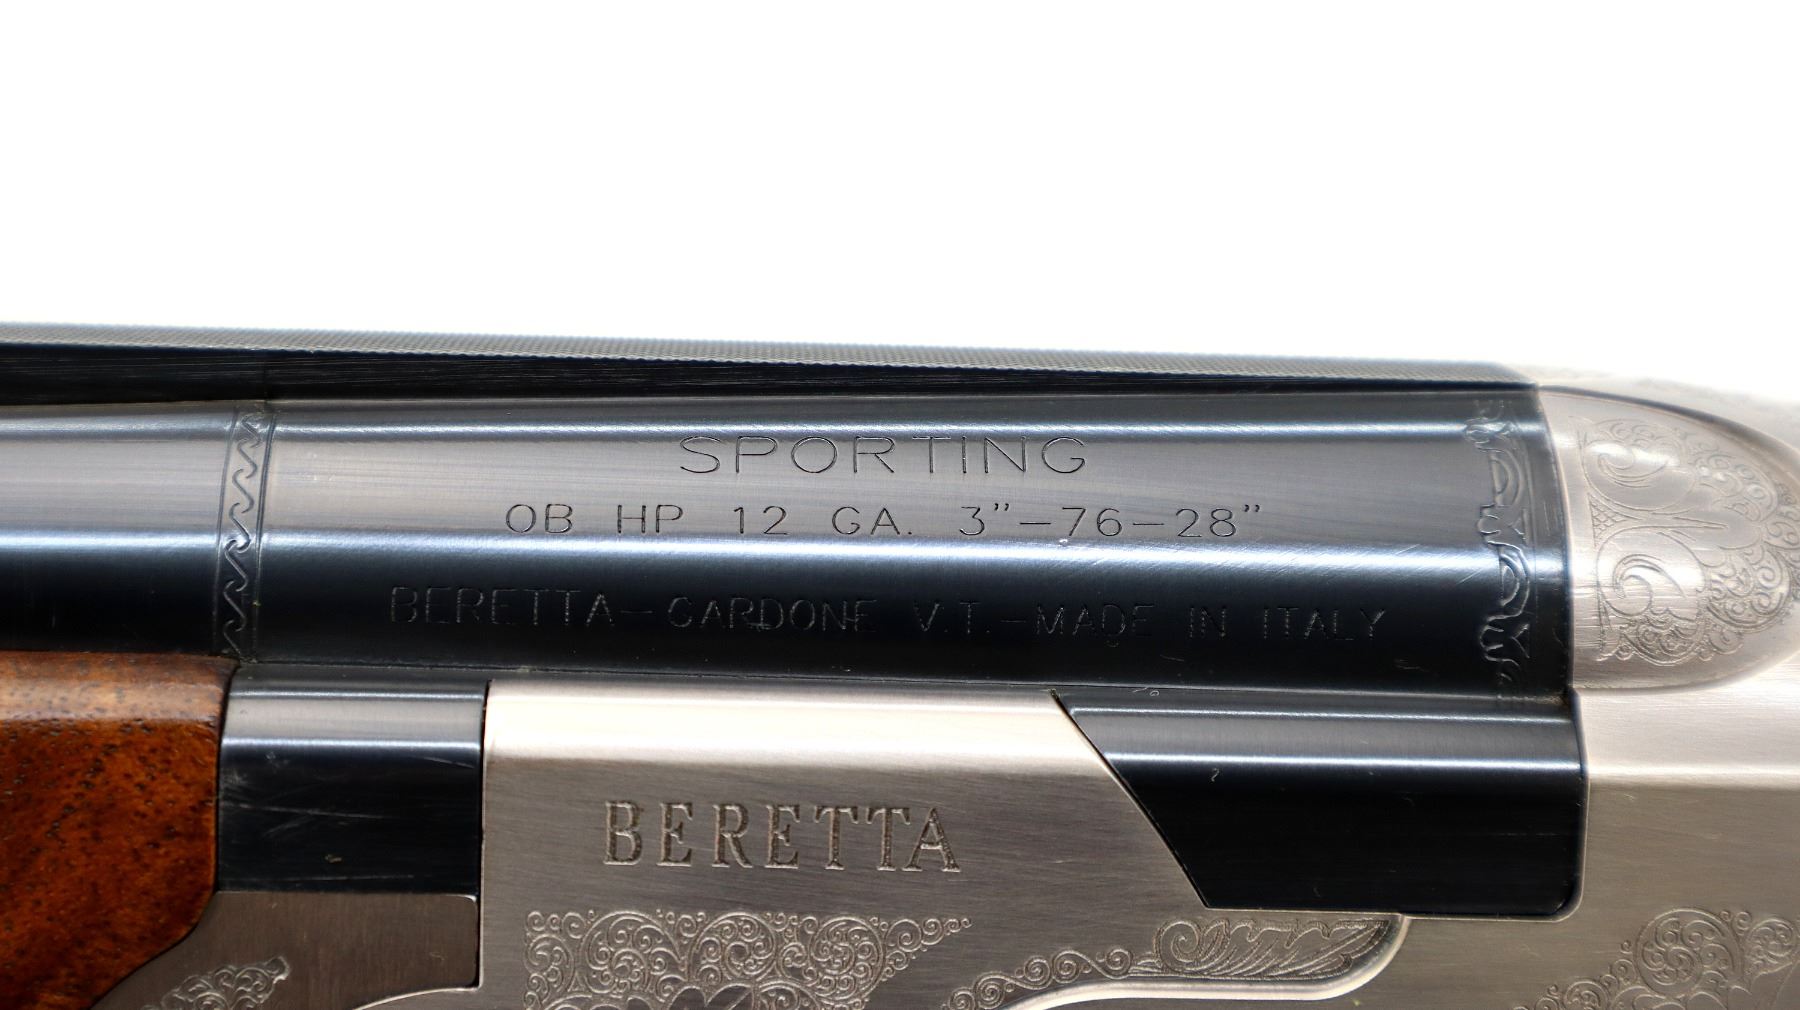 SPORTING
OB HP 12 GA. 3"-76-28"
BERETTA-GARDONE V.T.-MADE IN ITALY
BERETTA